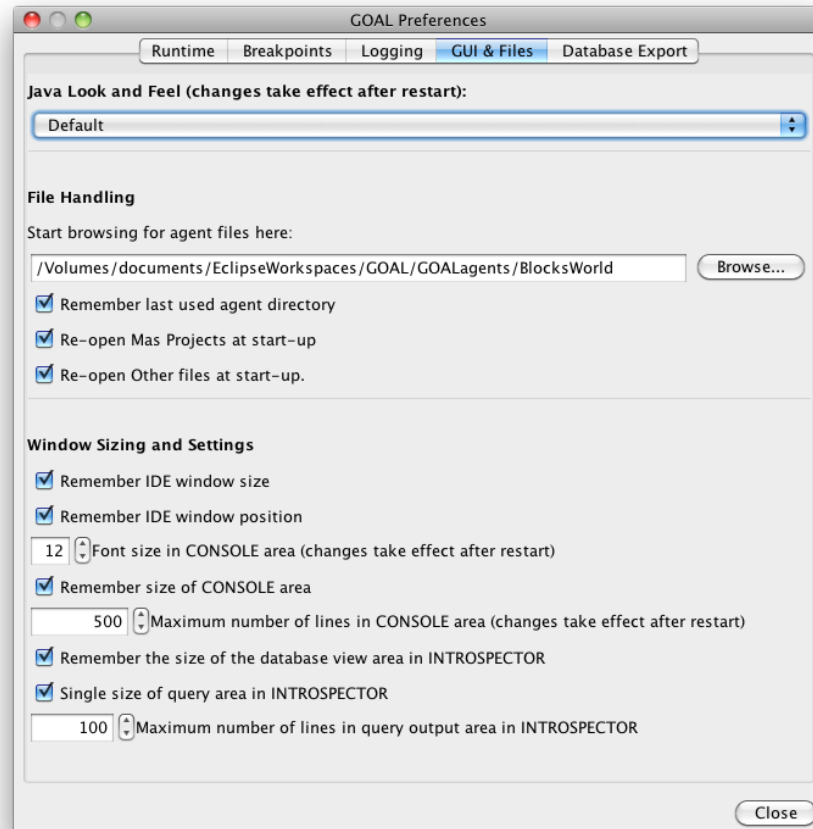 GOAL Preferences
Runtime Breakpoints Logging GUI & Files Database Export
Java Look and Feel (changes take effect after restart):
Default
File Handling
Start browsing for agent files here:
/Volumes/documents/EclipseWorkspaces/GOAL/GOALagents/BlocksWorld Browse...
Remember last used agent directory
Re-open Mas Projects at start-up
Re-open Other files at start-up.
Window Sizing and Settings
Remember IDE window size
Remember IDE window position
12 Font size in CONSOLE area (changes take effect after restart)
Remember size of CONSOLE area
500 Maximum number of lines in CONSOLE area (changes take effect after restart)
Remember the size of the database view area in INTROSPECTOR
Single size of query area in INTROSPECTOR
100 Maximum number of lines in query output area in INTROSPECTOR
Close